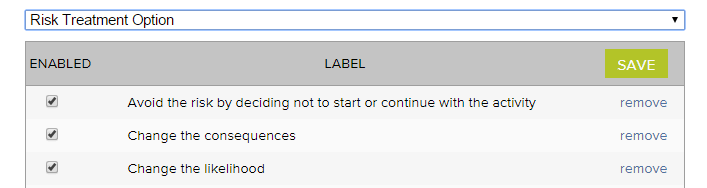 Risk Treatment Option
ENABLED LABEL SAVE
Avoid the risk by deciding not to start or continue with the activity remove
Change the consequences remove
Change the likelihood remove